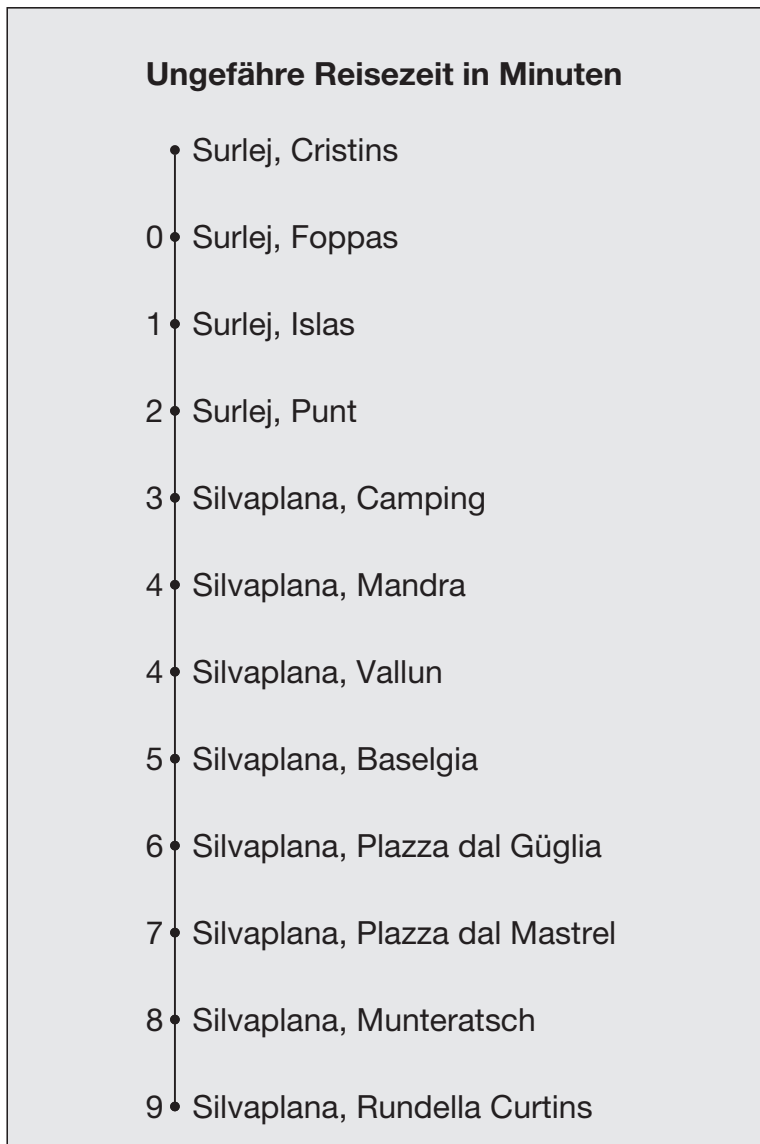 Ungefähre Reisezeit in Minuten
Surlej, Cristins
0 Surlej, Foppas
1 Surlej, Islas
2 Surlej, Punt
3 Silvaplana, Camping
4 Silvaplana, Mandra
4 Silvaplana, Vallun
5 Silvaplana, Baselgia
6 Silvaplana, Plazza dal Güglia
7 Silvaplana, Plazza dal Mastrel
8 Silvaplana, Munteratsch
9 Silvaplana, Rundella Curtins